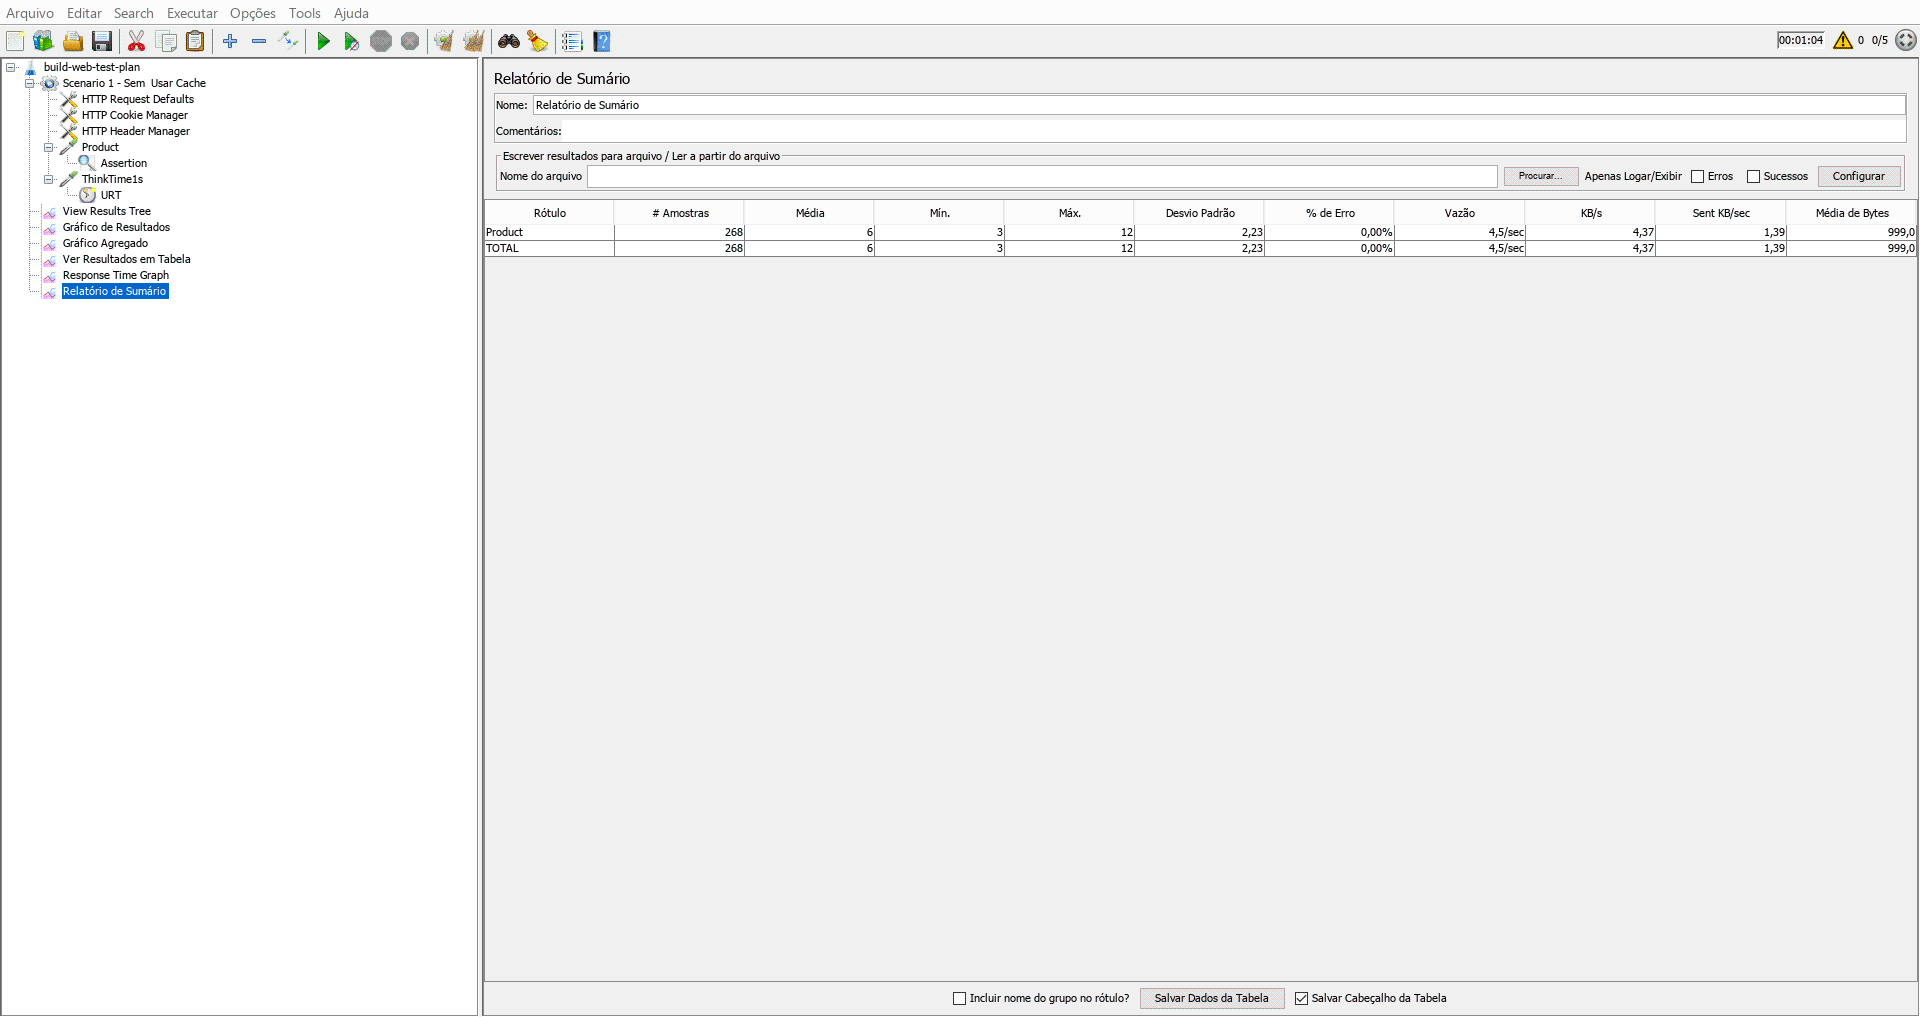 Arquivo Editar Search Executar Opções Tools Ajuda
STOP
00:01:04 0 0/5
build-web-test-plan
Scenario 1 - Sem  Usar Cache
HTTP Request Defaults
HTTP Cookie Manager
HTTP Header Manager
Product
Assertion
ThinkTime1s
URT
View Results Tree
Gráfico de Resultados
Gráfico Agregado
Ver Resultados em Tabela
Response Time Graph
Relatório de Sumário
Relatório de Sumário
Nome: Relatório de Sumário
Comentários:
Escrever resultados para arquivo / Ler a partir do arquivo
Nome do arquivo Procurar... Apenas Logar/Exibir Erros Sucessos Configurar
Rótulo # Amostras Média Mín. Máx. Desvio Padrão % de Erro Vazão KB/s Sent KB/sec Média de Bytes
Product 268 6 3 12 2,23 0,00% 4,5/sec 4,37 1,39 999,0
TOTAL 268 6 3 12 2,23 0,00% 4,5/sec 4,37 1,39 999,0
Incluir nome do grupo no rótulo? Salvar Dados da Tabela Salvar Cabeçalho da Tabela